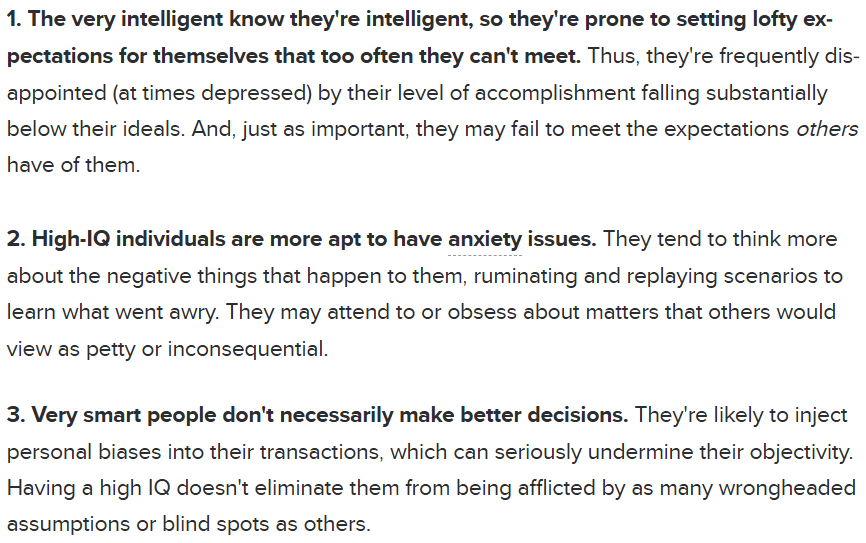 1. The very intelligent know they're intelligent, so they're prone to setting lofty ex-
pectations for themselves that too often they can't meet. Thus, they're frequently dis-
appointed (at times depressed) by their level of accomplishment falling substantially
below their ideals. And, just as important, they may fail to meet the expectations others
have of them.
2. High-IQ individuals are more apt to have anxiety issues. They tend to think more
about the negative things that happen to them, ruminating and replaying scenarios to
learn what went awry. They may attend to or obsess about matters that others would
view as petty or inconsequential.
3. Very smart people don't necessarily make better decisions. They're likely to inject
personal biases into their transactions, which can seriously undermine their objectivity.
Having a high IQ doesn't eliminate them from being afflicted by as many wrongheaded
assumptions or blind spots as others.